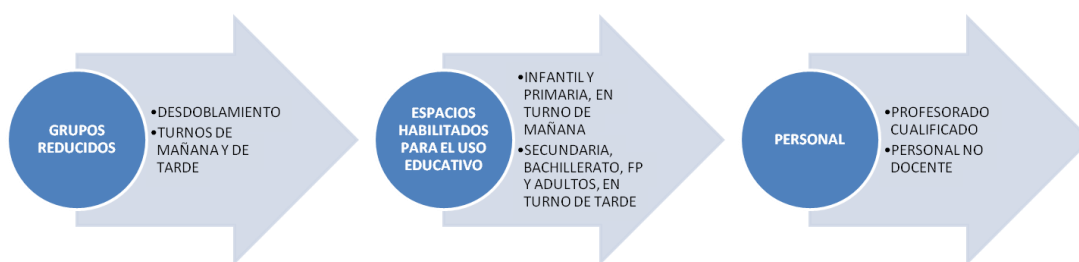 GRUPOS
REDUCIDOS
•DESDOBLAMIENTO
•TURNOS DE
MAÑANA Y DE
TARDE
ESPACIOS
HABILITADOS
PARA EL USO
EDUCATIVO
•INFANTIL Y
PRIMARIA, EN
TURNO DE
MAÑANA
•SECUNDARIA,
BACHILLERATO, FP
Y ADULTOS, EN
TURNO DE TARDE
PERSONAL
•PROFESORADO
CUALIFICADO
•PERSONAL NO
DOCENTE